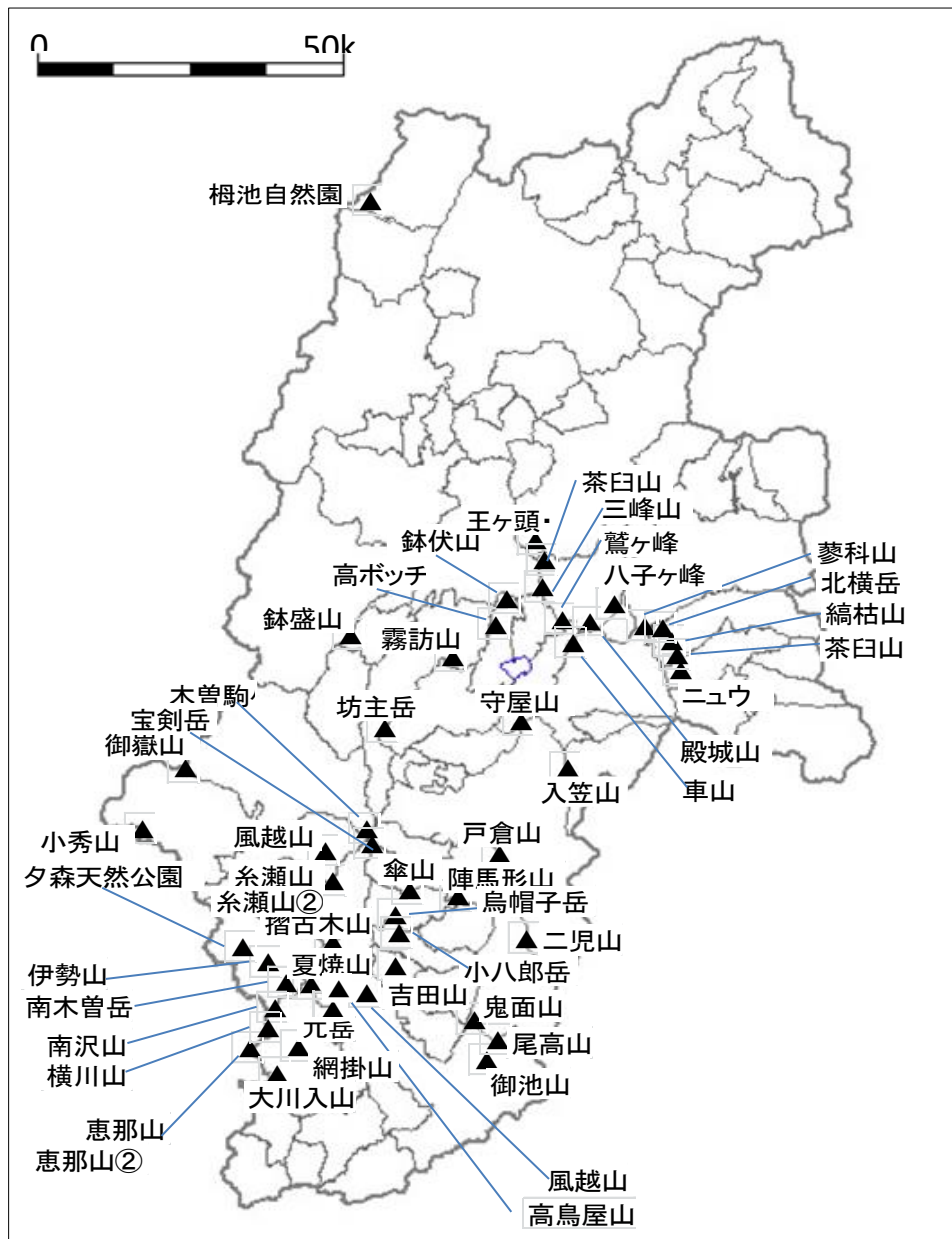 0
50k
栂池自然園
茶臼山
王ヶ頭・
三峰山
鉢伏山
鷲ヶ峰
高ボッチ
八子ヶ峰
蓼科山
北横岳
縞枯山
茶臼山
鉢盛山
霧訪山
ニュウ
木曽駒
宝剣岳
坊主岳
守屋山
御嶽山
殿城山
入笠山
車山
小秀山
風越山
戸倉山
夕森天然公園
糸瀬山
傘山
陣馬形山
糸瀬山②
烏帽子岳
摺古木山
二児山
伊勢山
夏焼山
小八郎岳
南木曽岳
吉田山
鬼面山
南沢山
元岳
尾高山
横川山
網掛山
御池山
大川入山
恵那山
恵那山②
風越山
高鳥屋山